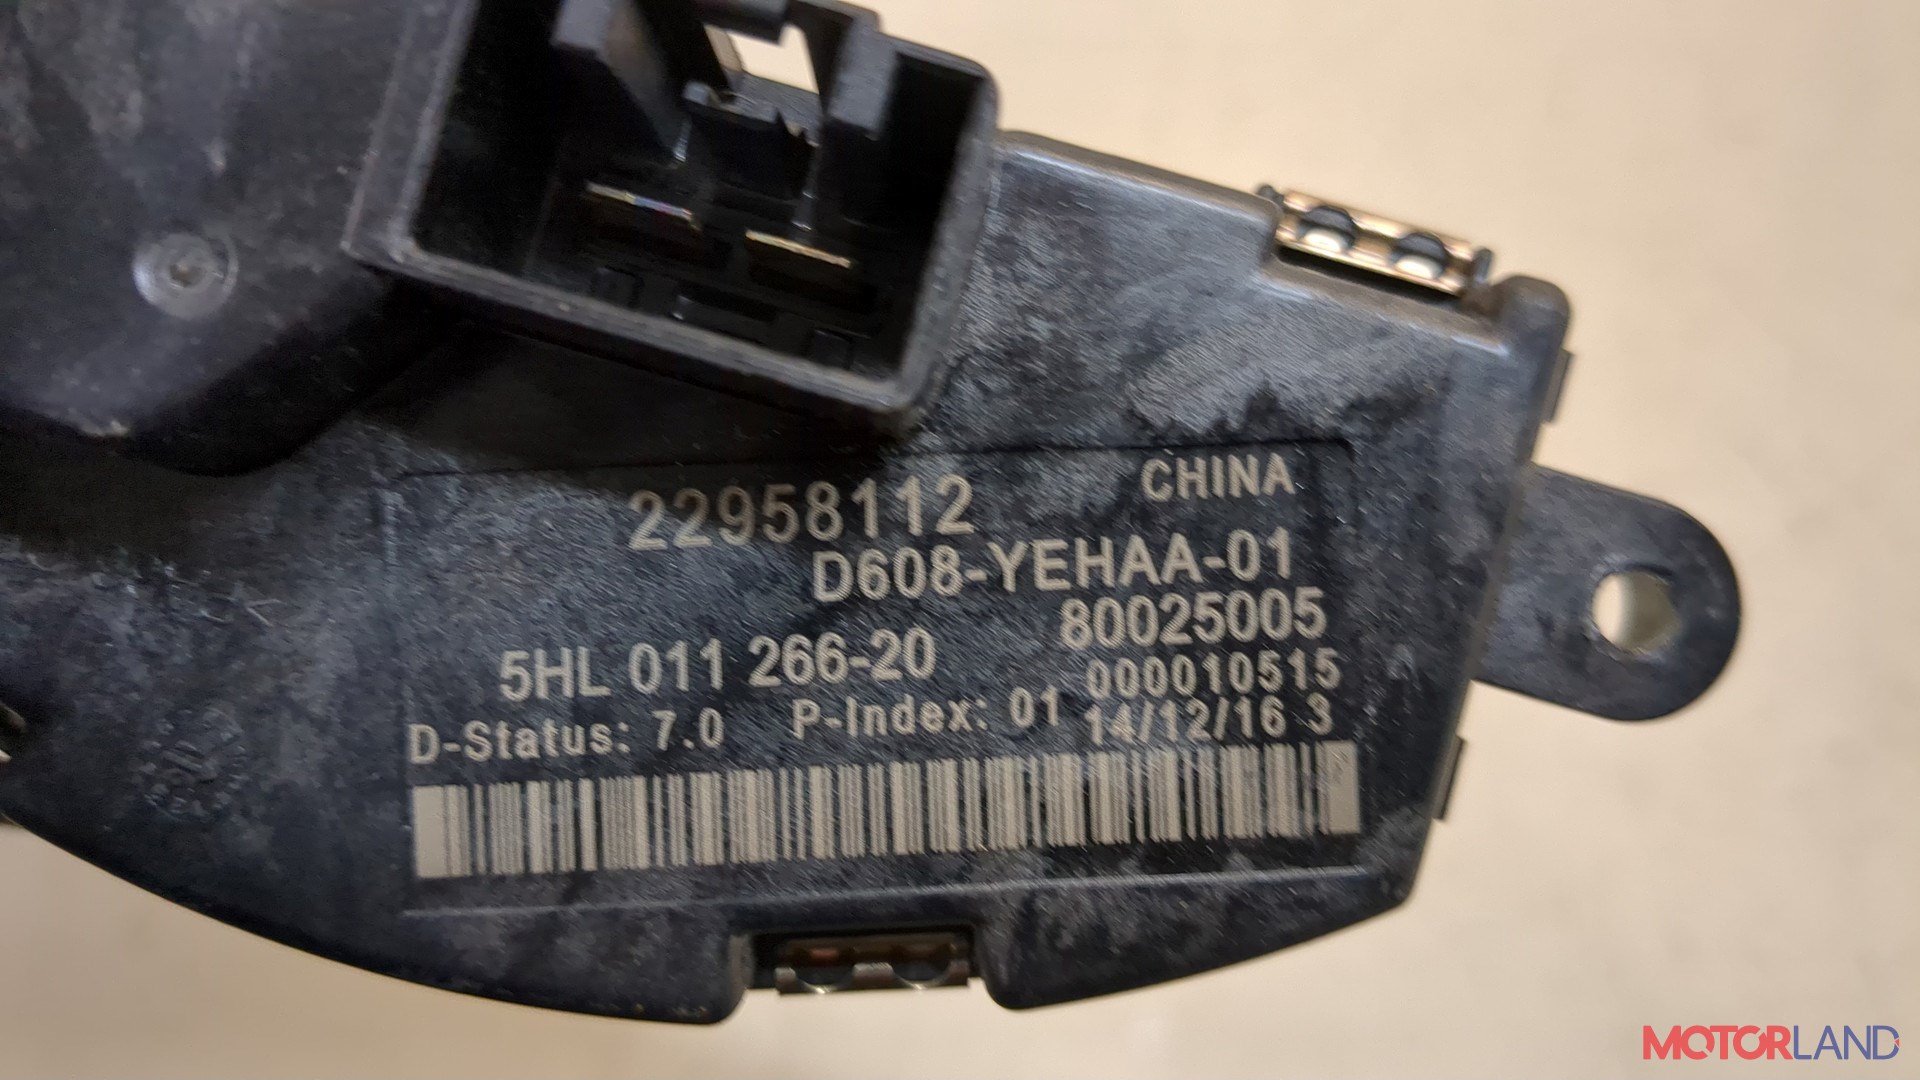 22958112 CHINA
D608-YEHAA-01
5HL 011 266-20 80025005
000010515
D-Status: 7.0 P-Index: 01 14/12/16 3
MOTORLAND